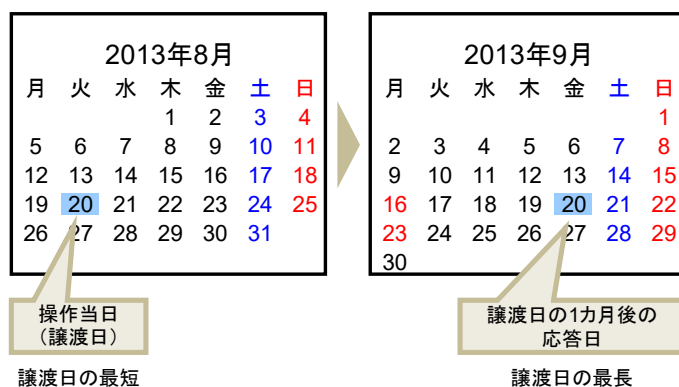 2013年8月
月 火 水 木 金 土 日
1 2 3 4
5 6 7 8 9 10 11
12 13 14 15 16 17 18
19 20 21 22 23 24 25
26 27 28 29 30 31
操作当日
（譲渡日）
譲渡日の最短
2013年9月
月 火 水 木 金 土 日
1
2 3 4 5 6 7 8
9 10 11 12 13 14 15
16 17 18 19 20 21 22
23 24 25 26 27 28 29
30
譲渡日の1カ月後の
応答日
譲渡日の最長